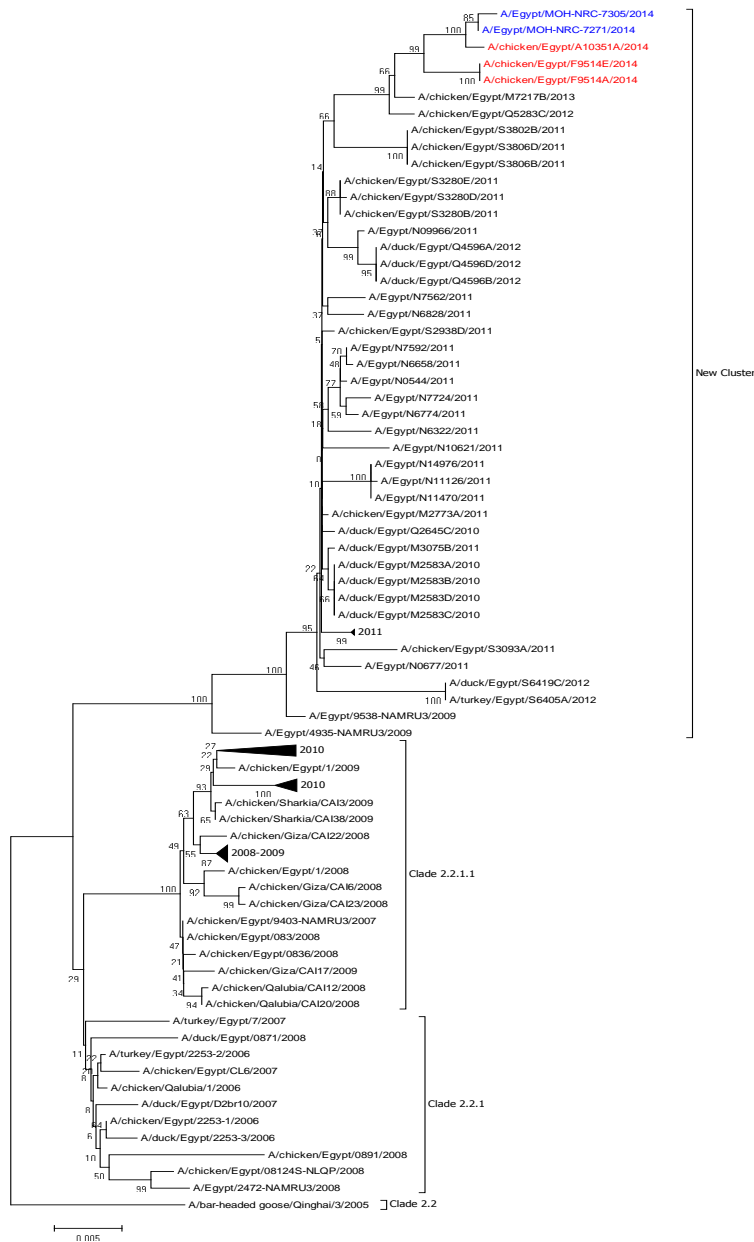 85
A/Egypt/MOH-NRC-7305/2014
100
A/Egypt/MOH-NRC-7271/2014
99
A/chicken/Egypt/A10351A/2014
66
A/chicken/Egypt/F9514E/2014
100
A/chicken/Egypt/F9514A/2014
99
A/chicken/Egypt/M7217B/2013
66
A/chicken/Egypt/Q5283C/2012
A/chicken/Egypt/S3802B/2011
A/chicken/Egypt/S3806D/2011
100
A/chicken/Egypt/S3806B/2011
14
A/chicken/Egypt/S3280E/2011
88
A/chicken/Egypt/S3280D/2011
A/chicken/Egypt/S3280B/2011
A/Egypt/N09966/2011
99
A/duck/Egypt/Q4596A/2012
A/duck/Egypt/Q4596D/2012
95
A/duck/Egypt/Q4596B/2012
A/Egypt/N7562/2011
37
A/Egypt/N6828/2011
5
A/chicken/Egypt/S2938D/2011
70
A/Egypt/N7592/2011
48
A/Egypt/N6658/2011
77
A/Egypt/N0544/2011
A/Egypt/N7724/2011
59
A/Egypt/N6774/2011
18
A/Egypt/N6322/2011
A/Egypt/N10621/2011
0
A/Egypt/N14976/2011
100
A/Egypt/N11126/2011
10
A/Egypt/N11470/2011
A/chicken/Egypt/M2773A/2011
A/duck/Egypt/Q2645C/2010
A/duck/Egypt/M3075B/2011
22
A/duck/Egypt/M2583A/2010
A/duck/Egypt/M2583B/2010
66
A/duck/Egypt/M2583D/2010
A/duck/Egypt/M2583C/2010
95
2011
99
A/chicken/Egypt/S3093A/2011
46
A/Egypt/N0677/2011
100
A/duck/Egypt/S6419C/2012
100
A/turkey/Egypt/S6405A/2012
100
A/Egypt/9538-NAMRU3/2009
A/Egypt/4935-NAMRU3/2009
New Cluster
27
2010
22
29
A/chicken/Egypt/1/2009
93
2010
100
A/chicken/Sharkia/CAI3/2009
65
A/chicken/Sharkia/CAI38/2009
63
A/chicken/Giza/CAI22/2008
49
55
2008-2009
87
A/chicken/Egypt/1/2008
100
92
A/chicken/Giza/CAI6/2008
99
A/chicken/Giza/CAI23/2008
A/chicken/Egypt/9403-NAMRU3/2007
A/chicken/Egypt/083/2008
47
A/chicken/Egypt/0836/2008
21
A/chicken/Giza/CAI17/2009
41
A/chicken/Qalubia/CAI12/2008
34
94
A/chicken/Qalubia/CAI20/2008
Clade 2.2.1.1
29
A/turkey/Egypt/7/2007
A/duck/Egypt/0871/2008
11
A/turkey/Egypt/2253-2/2006
A/chicken/Egypt/CL6/2007
8
A/chicken/Qalubia/1/2006
A/duck/Egypt/D2br10/2007
8
A/chicken/Egypt/2253-1/2006
6
A/duck/Egypt/2253-3/2006
A/chicken/Egypt/0891/2008
10
50
A/chicken/Egypt/08124S-NLQP/2008
99
A/Egypt/2472-NAMRU3/2008
Clade 2.2.1
A/bar-headed goose/Qinghai/3/2005
Clade 2.2
0.005